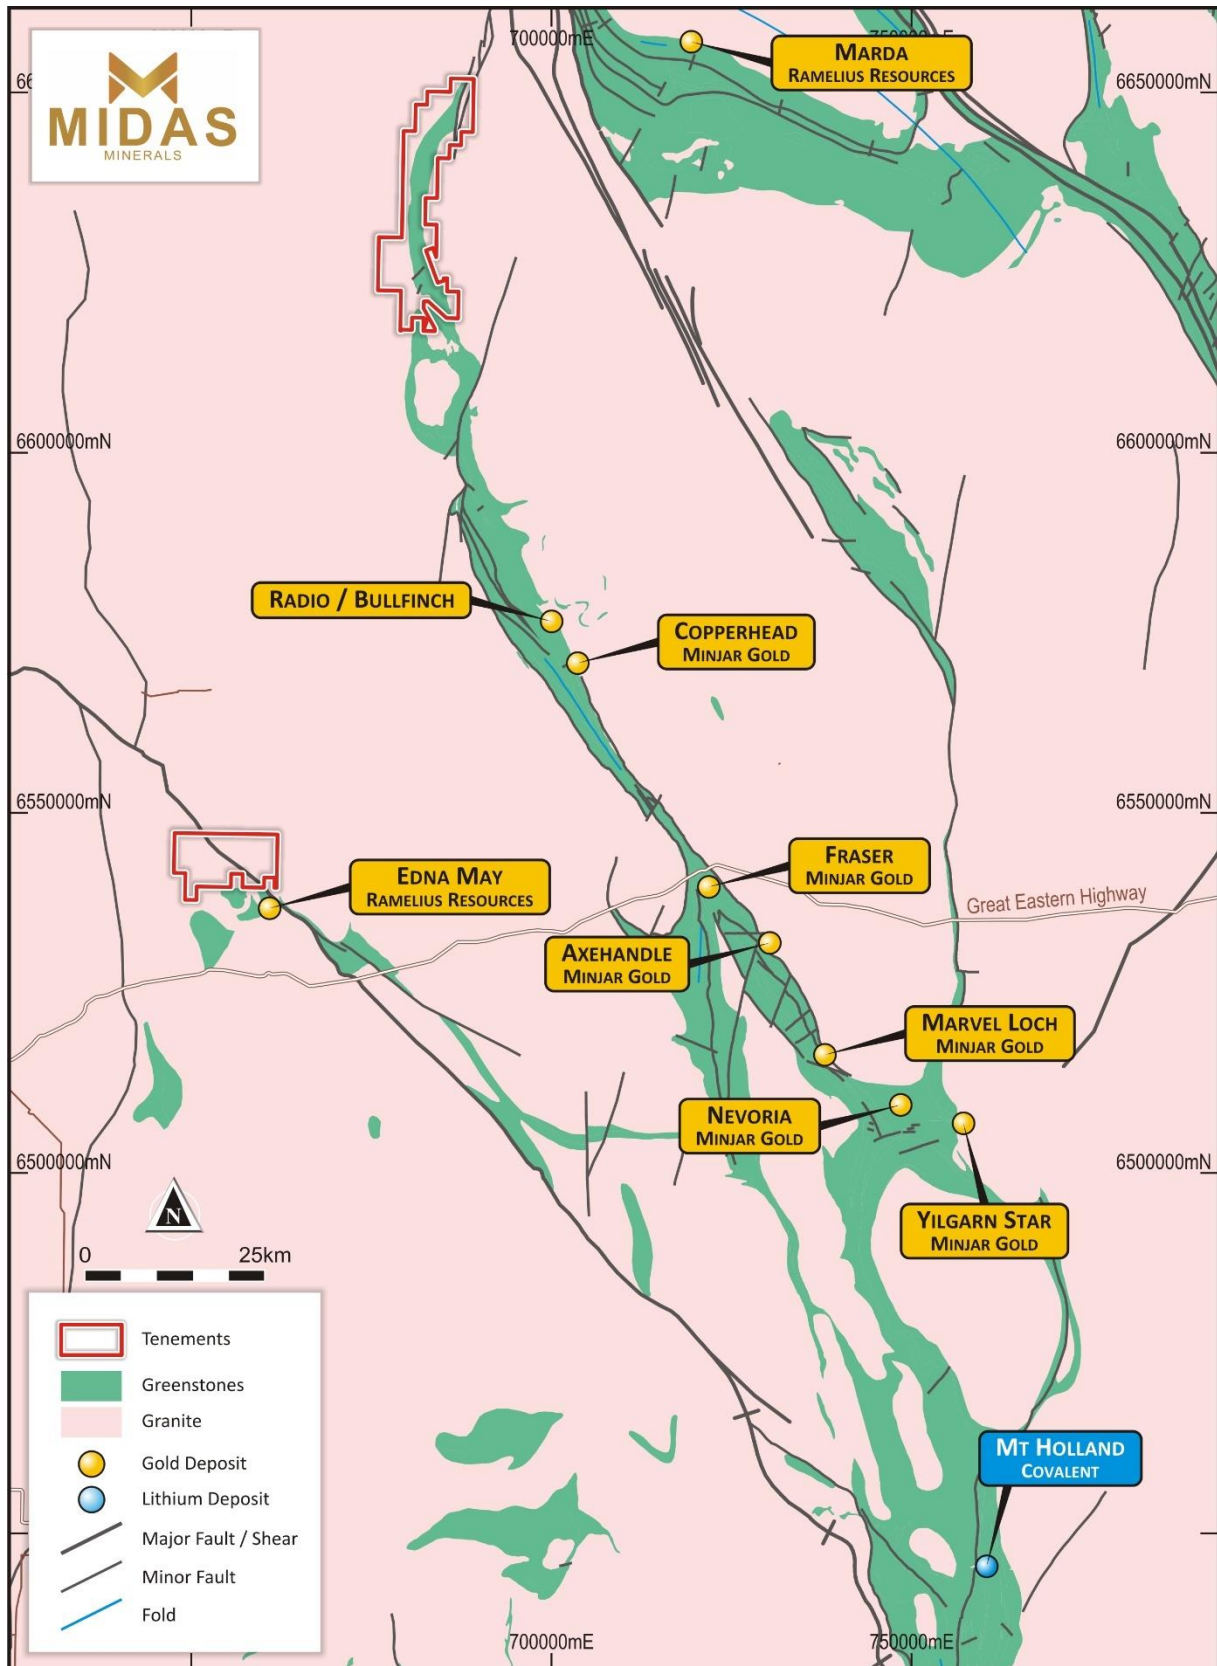 MIDAS
MINERALS
700000mE
MARDA
RAMELIUS RESOURCES
6650000mN
6600000mN
6600000mN
RADIO / BULLFINCH
COPPERHEAD
MINJAR GOLD
6550000mN
6550000mN
EDNA MAY
RAMELIUS RESOURCES
FRASER
MINJAR GOLD
Great Eastern Highway
AXEHANDLE
MINJAR GOLD
MARVEL LOCH
MINJAR GOLD
NEVORIA
MINJAR GOLD
6500000mN
6500000mN
YILGARN STAR
MINJAR GOLD
N
0 25km
Tenements
Greenstones
Granite
Gold Deposit
Lithium Deposit
Major Fault / Shear
Minor Fault
Fold
MT HOLLAND
COVALENT
700000mE
750000mE